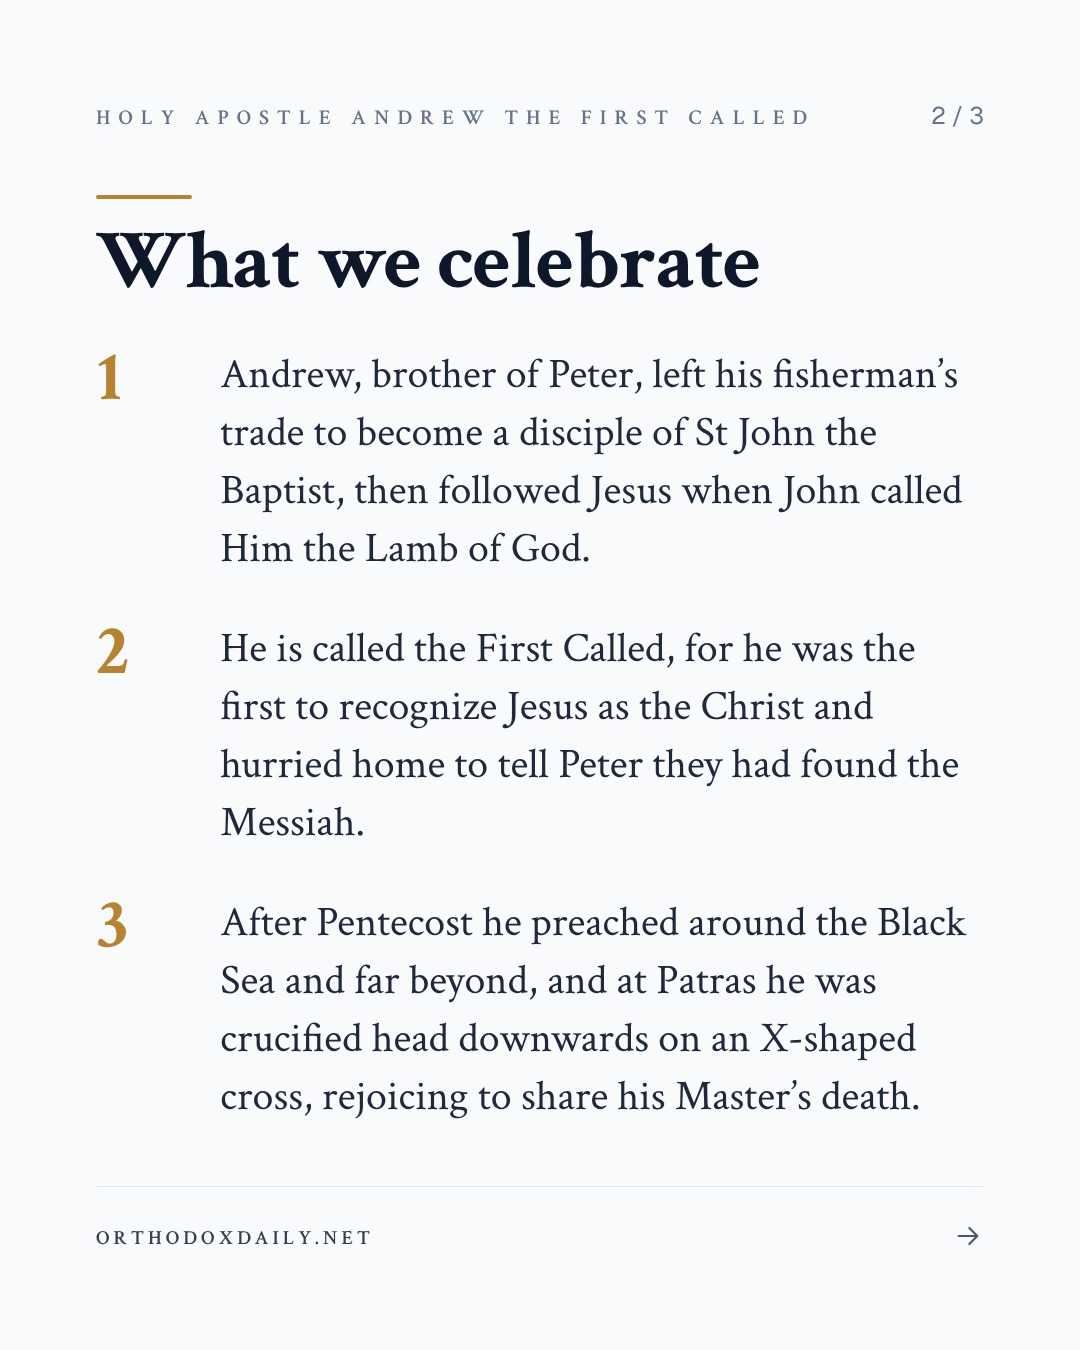 HOLY APOSTLE ANDREW THE FIRST CALLED
2 / 3
What we celebrate
1
Andrew, brother of Peter, left his fisherman’s
trade to become a disciple of St John the
Baptist, then followed Jesus when John called
Him the Lamb of God.
2
He is called the First Called, for he was the
first to recognize Jesus as the Christ and
hurried home to tell Peter they had found the
Messiah.
3
After Pentecost he preached around the Black
Sea and far beyond, and at Patras he was
crucified head downwards on an X-shaped
cross, rejoicing to share his Master’s death.
ORTHODOXDAILY.NET